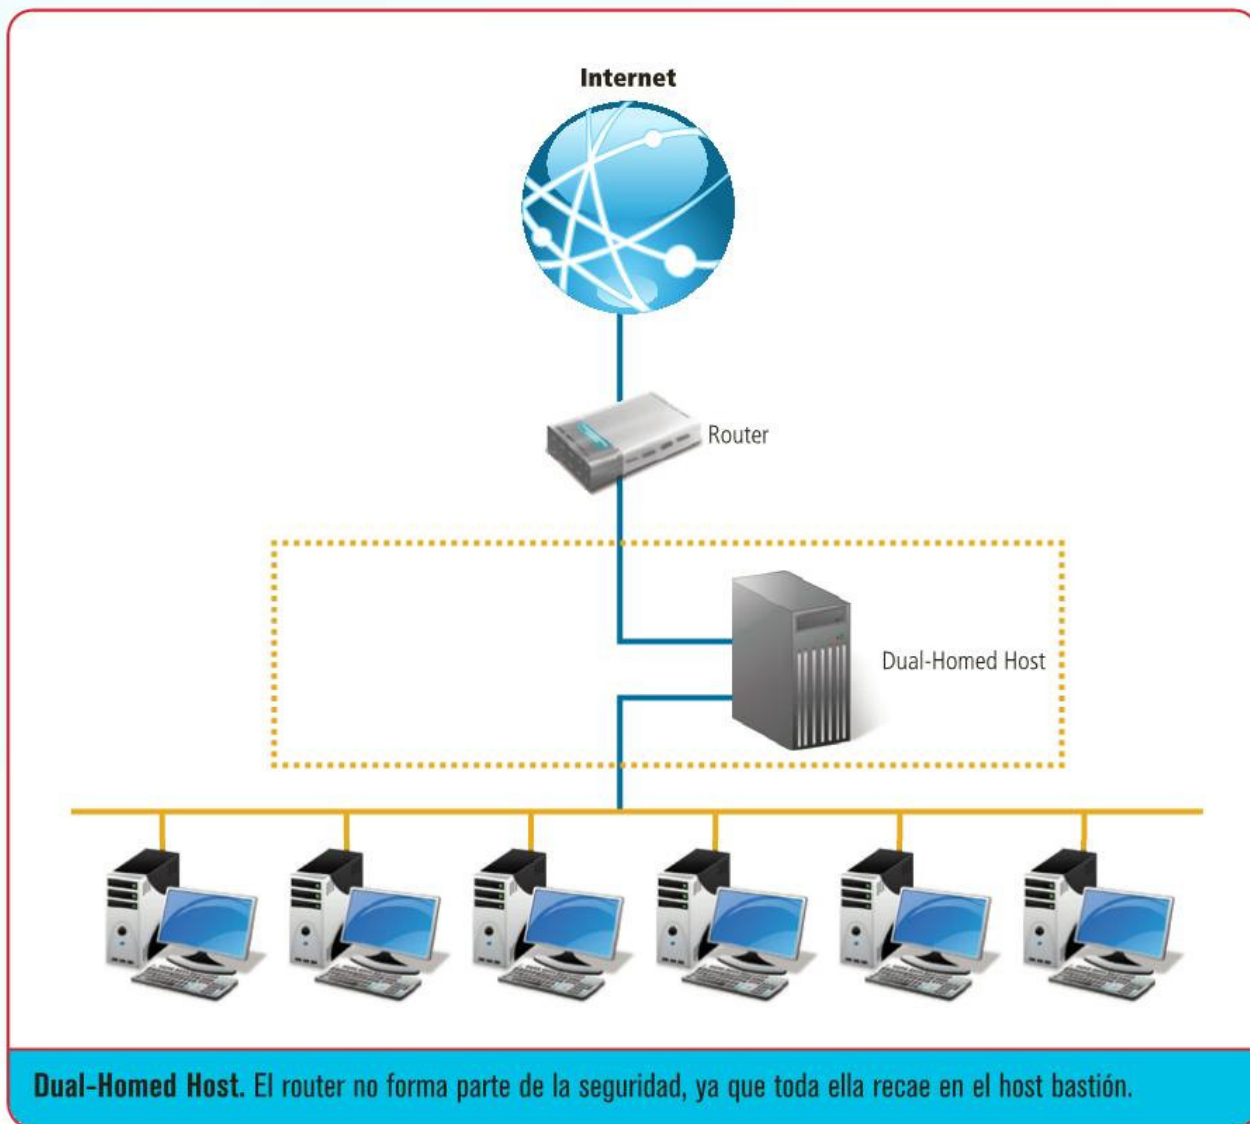 Internet
Router
Dual-Homed Host
Dual-Homed Host. El router no forma parte de la seguridad, ya que toda ella recae en el host bastión.